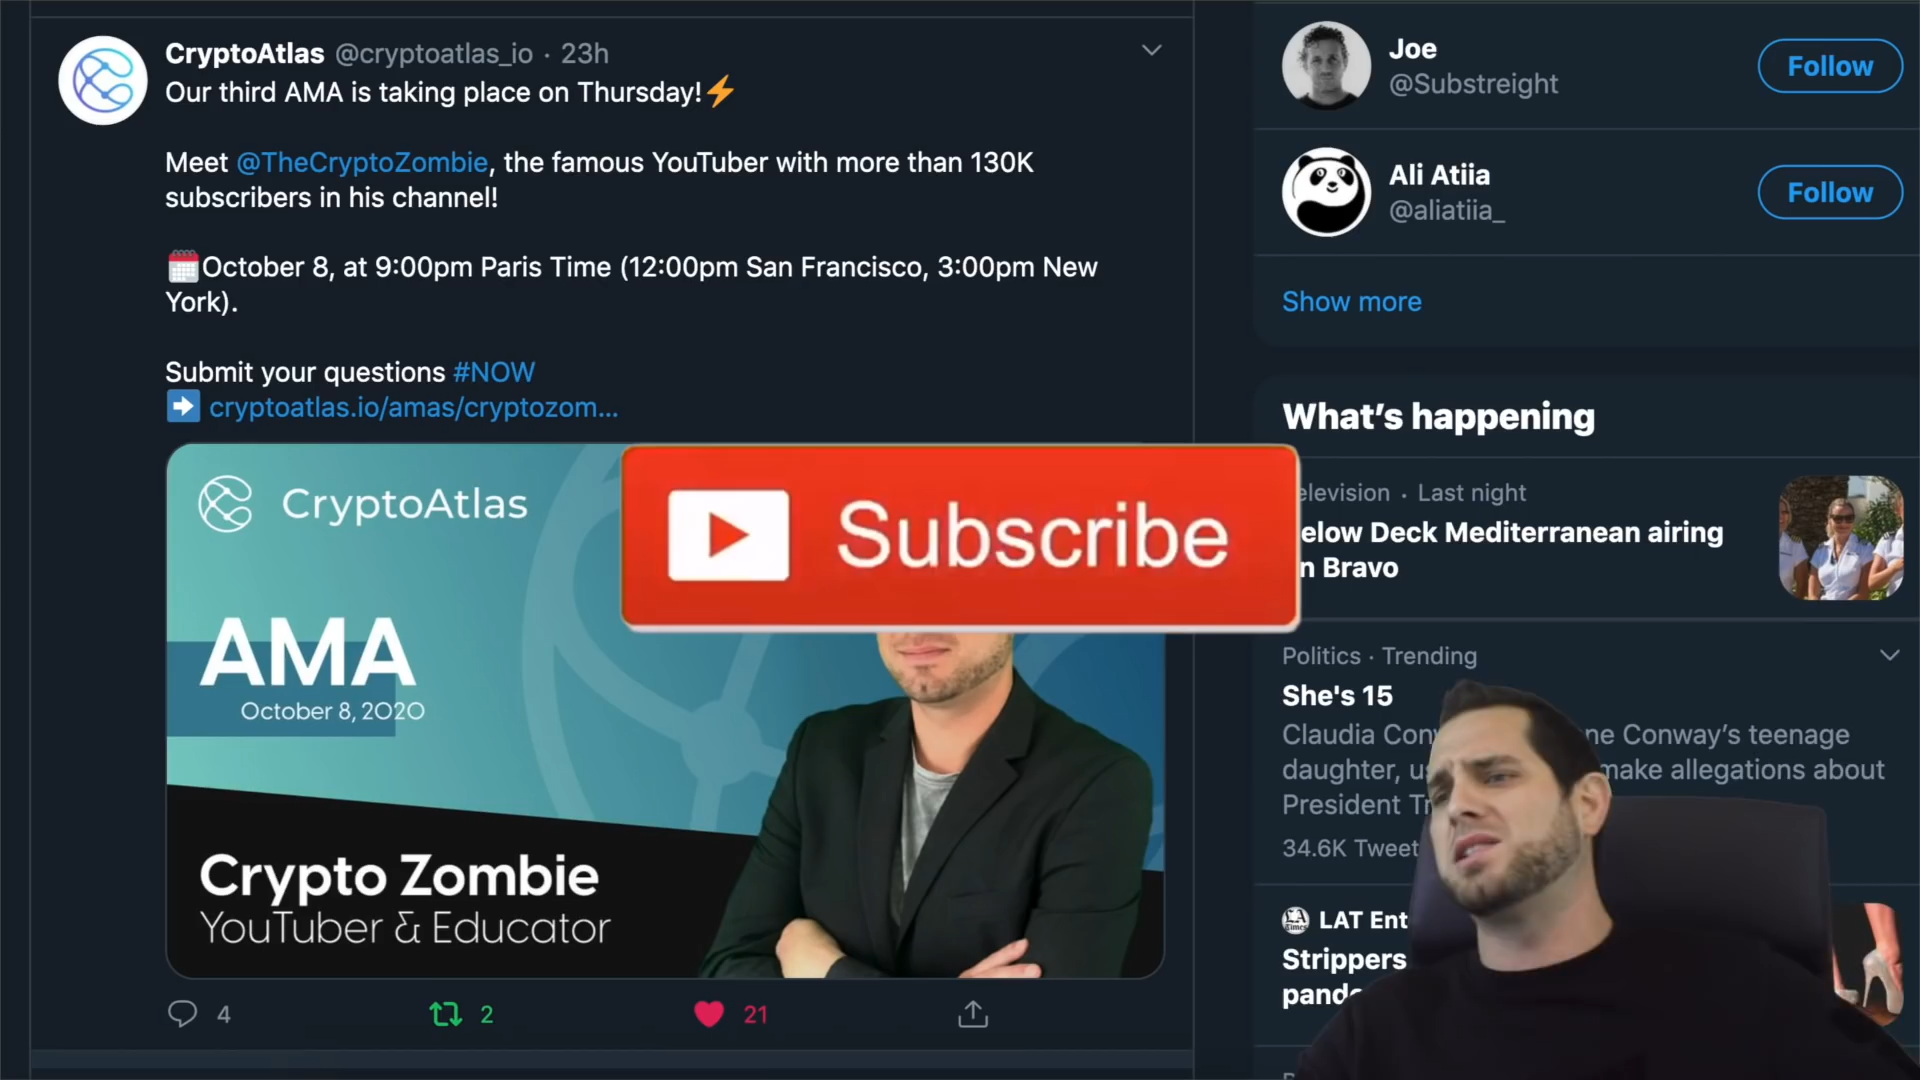 CryptoAtlas @cryptoatlas_io · 23h
Our third AMA is taking place on Thursday!⚡
Meet @TheCryptoZombie, the famous YouTuber with more than 130K
subscribers in his channel!
October 8, at 9:00pm Paris Time (12:00pm San Francisco, 3:00pm New
York).
Submit your questions #NOW
cryptoatlas.io/amas/cryptozom...
CryptoAtlas
Subscribe
AMA
October 8, 2020
Crypto Zombie
YouTuber & Educator
4
2
21
Joe
@Substreight
Follow
Ali Atiia
@aliatiia_
Follow
Show more
What's happening
elevision · Last night
elow Deck Mediterranean airing
n Bravo
Politics · Trending
She's 15
Claudia Con ne Conway's teenage
daughter, u make allegations about
President Tr
34.6K Tweet
LAT Ent
Strippers
pand